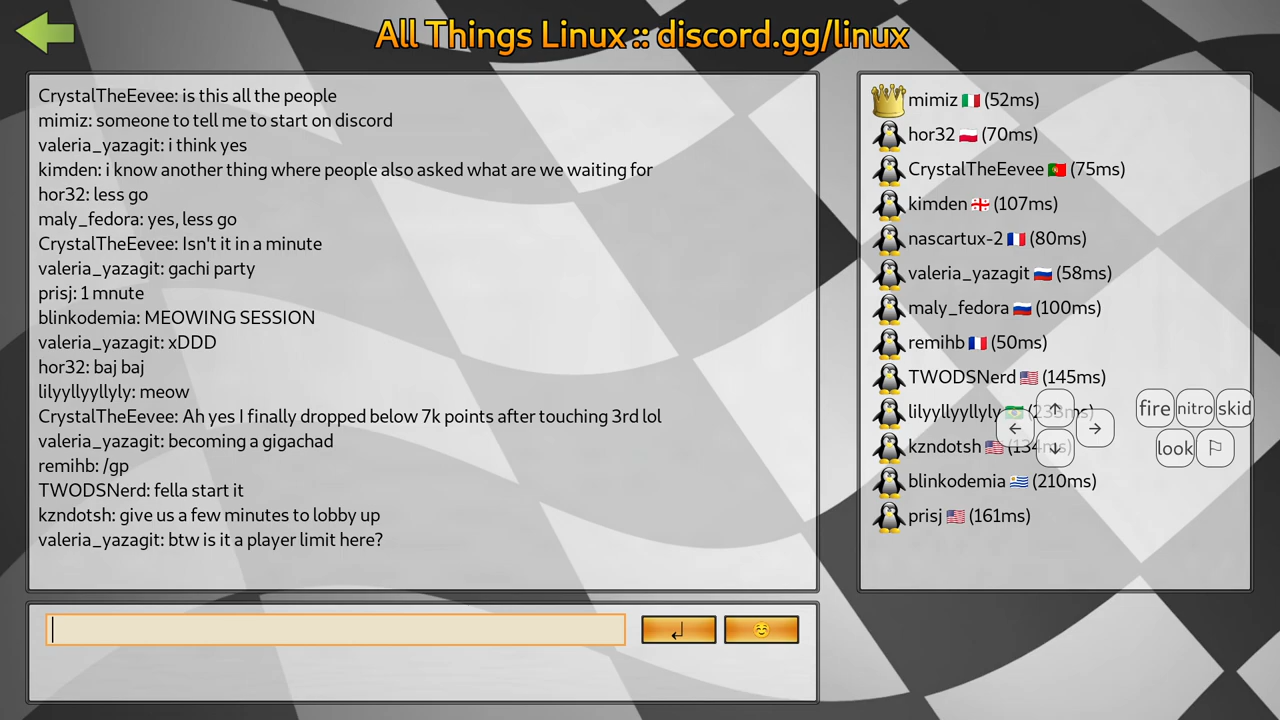 All Things Linux :: discord.gg/linux
CrystalTheEevee: is this all the people
mimiz: someone to tell me to start on discord
valeria_yazagit: i think yes
kimden: i know another thing where people also asked what are we waiting for
hor32: less go
maly_fedora: yes, less go
CrystalTheEevee: Isn't it in a minute
valeria_yazagit: gachi party
prisj: 1 mnute
blinkodemia: MEOWING SESSION
valeria_yazagit: xDDD
hor32: baj baj
lilyyllyyllyly: meow
CrystalTheEevee: Ah yes I finally dropped below 7k points after touching 3rd lol
valeria_yazagit: becoming a gigachad
remihb: /gp
TWODSNerd: fella start it
kzndotsh: give us a few minutes to lobby up
valeria_yazagit: btw is it a player limit here?
mimiz (52ms)
hor32 (70ms)
CrystalTheEevee (75ms)
kimden (107ms)
nascartux-2 (80ms)
valeria_yazagit (58ms)
maly_fedora (100ms)
remihb (50ms)
TWODSNerd (145ms)
lilyyllyyllyly
kzndotsh (134ms)
blinkodemia (210ms)
prisj (161ms)
fire nitro skid
look